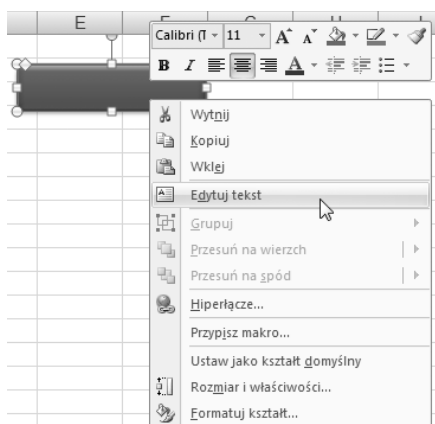 E
Calibri (T 11 A A
B I A
Wytnij
Kopiuj
Wklej
Edytuj tekst
Grupuj
Przesuń na wierzch
Przesuń na spód
Hiperłącze...
Przypisz makro...
Ustaw jako kształt domyślny
Rozmiar i właściwości...
Formatuj kształt...